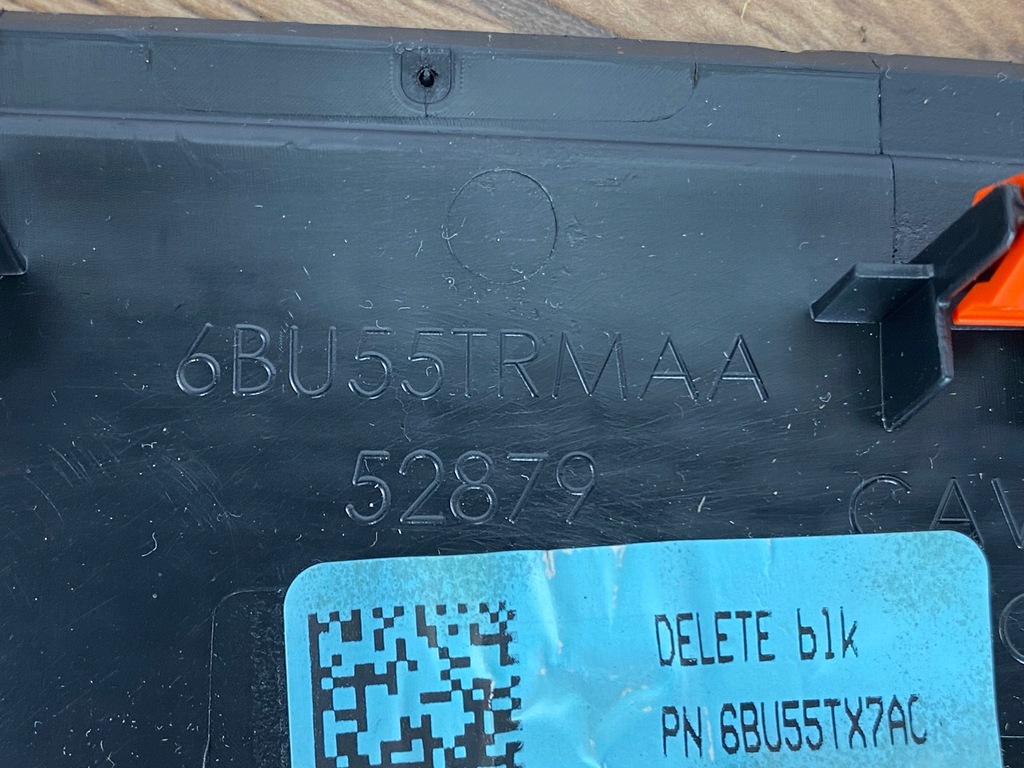 6BU55TRMAA
52879
DELETE blk
PN 6BU55TX7AC